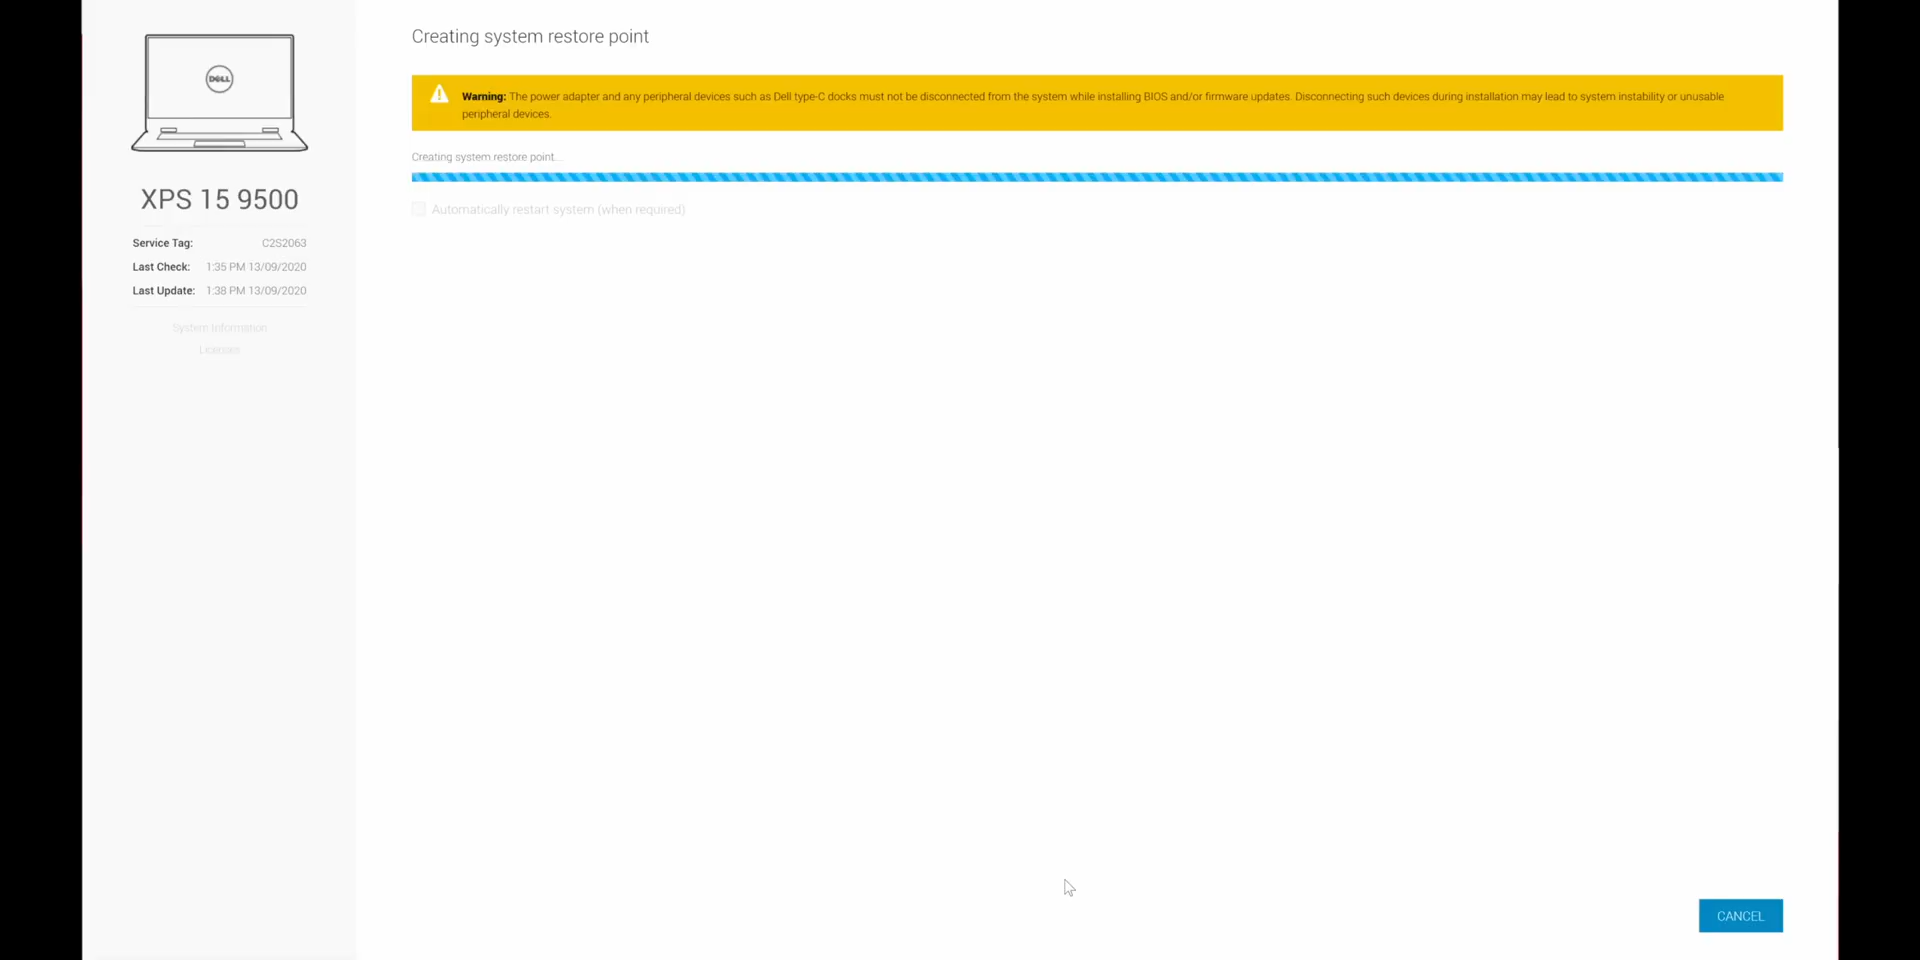 DELL
XPS 15 9500
Service Tag: C2S2063
Last Check: 1:35 PM 13/09/2020
Last Update: 1:38 PM 13/09/2020
System Information
Licenses
Creating system restore point
Warning: The power adapter and any peripheral devices such as Dell type-C docks must not be disconnected from the system while installing BIOS and/or firmware updates. Disconnecting such devices during installation may lead to system instability or unusable
peripheral devices.
Creating system restore point...
Automatically restart system (when required)
CANCEL